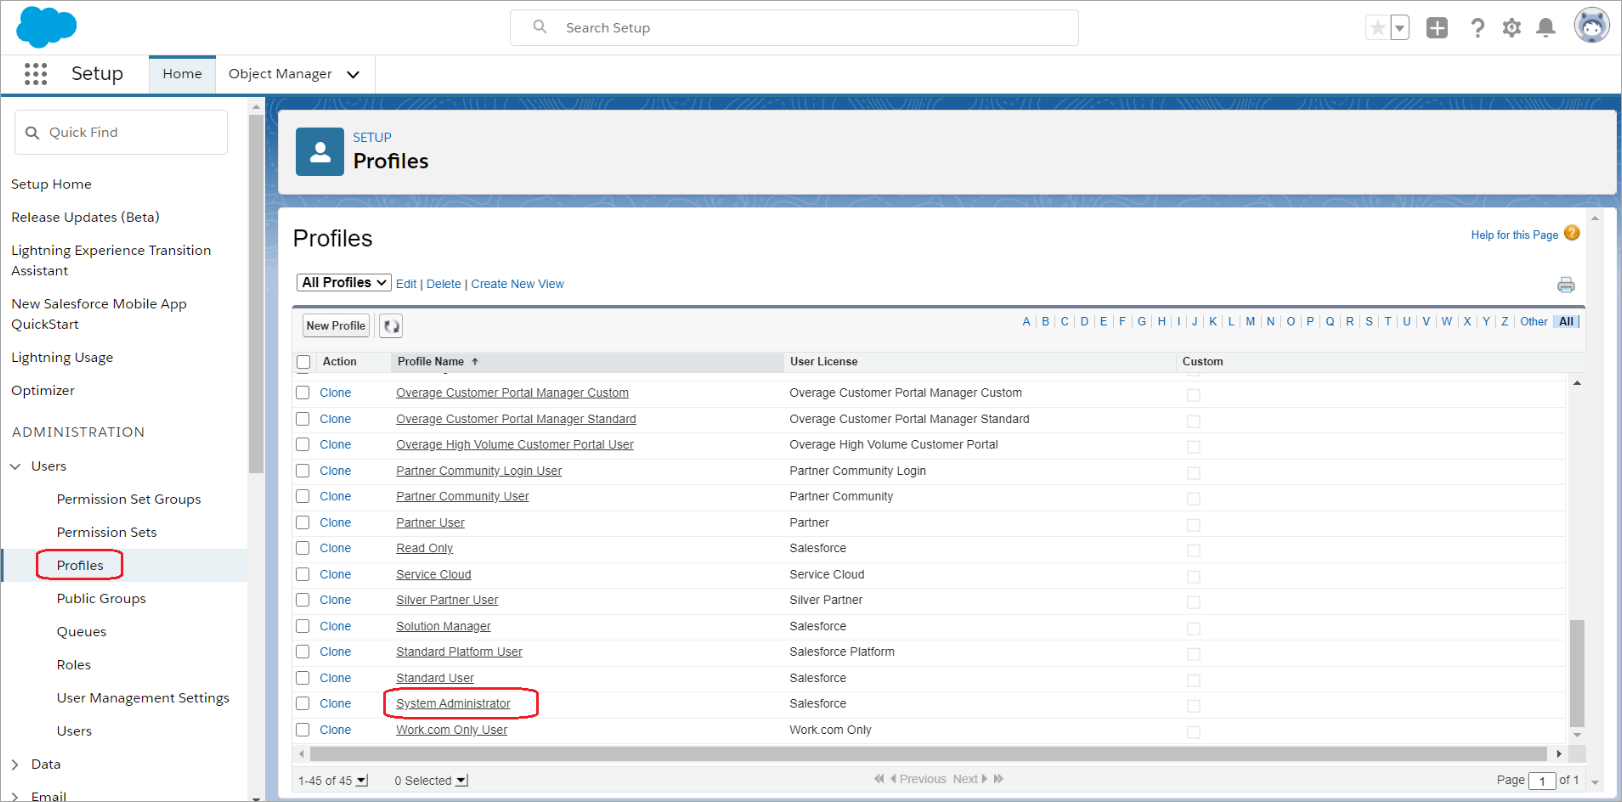 Search Setup
Setup
Home
Object Manager
Quick Find
Setup Home
Release Updates (Beta)
Lightning Experience Transition
Assistant
New Salesforce Mobile App
QuickStart
Lightning Usage
Optimizer
ADMINISTRATION
Users
Permission Set Groups
Permission Sets
Profiles
Public Groups
Queues
Roles
User Management Settings
Users
Data
Email
SETUP
Profiles
Profiles
Help for this Page ?
All Profiles Edit | Delete | Create New View
New Profile
A | B | C | D | E | F | G | H | I | J | K | L | M | N | O | P | Q | R | S | T | U | V | W | X | Y | Z | Other | All
Action Profile Name ↑ User License Custom
Clone Overage Customer Portal Manager Custom Overage Customer Portal Manager Custom
Clone Overage Customer Portal Manager Standard Overage Customer Portal Manager Standard
Clone Overage High Volume Customer Portal User Overage High Volume Customer Portal
Clone Partner Community Login User Partner Community Login
Clone Partner Community User Partner Community
Clone Partner User Partner
Clone Read Only Salesforce
Clone Service Cloud Service Cloud
Clone Silver Partner User Silver Partner
Clone Solution Manager Salesforce
Clone Standard Platform User Salesforce Platform
Clone Standard User Salesforce
Clone System Administrator Salesforce
Clone Work.com Only User Work.com Only
1-45 of 45 0 Selected Previous Next Page 1 of 1